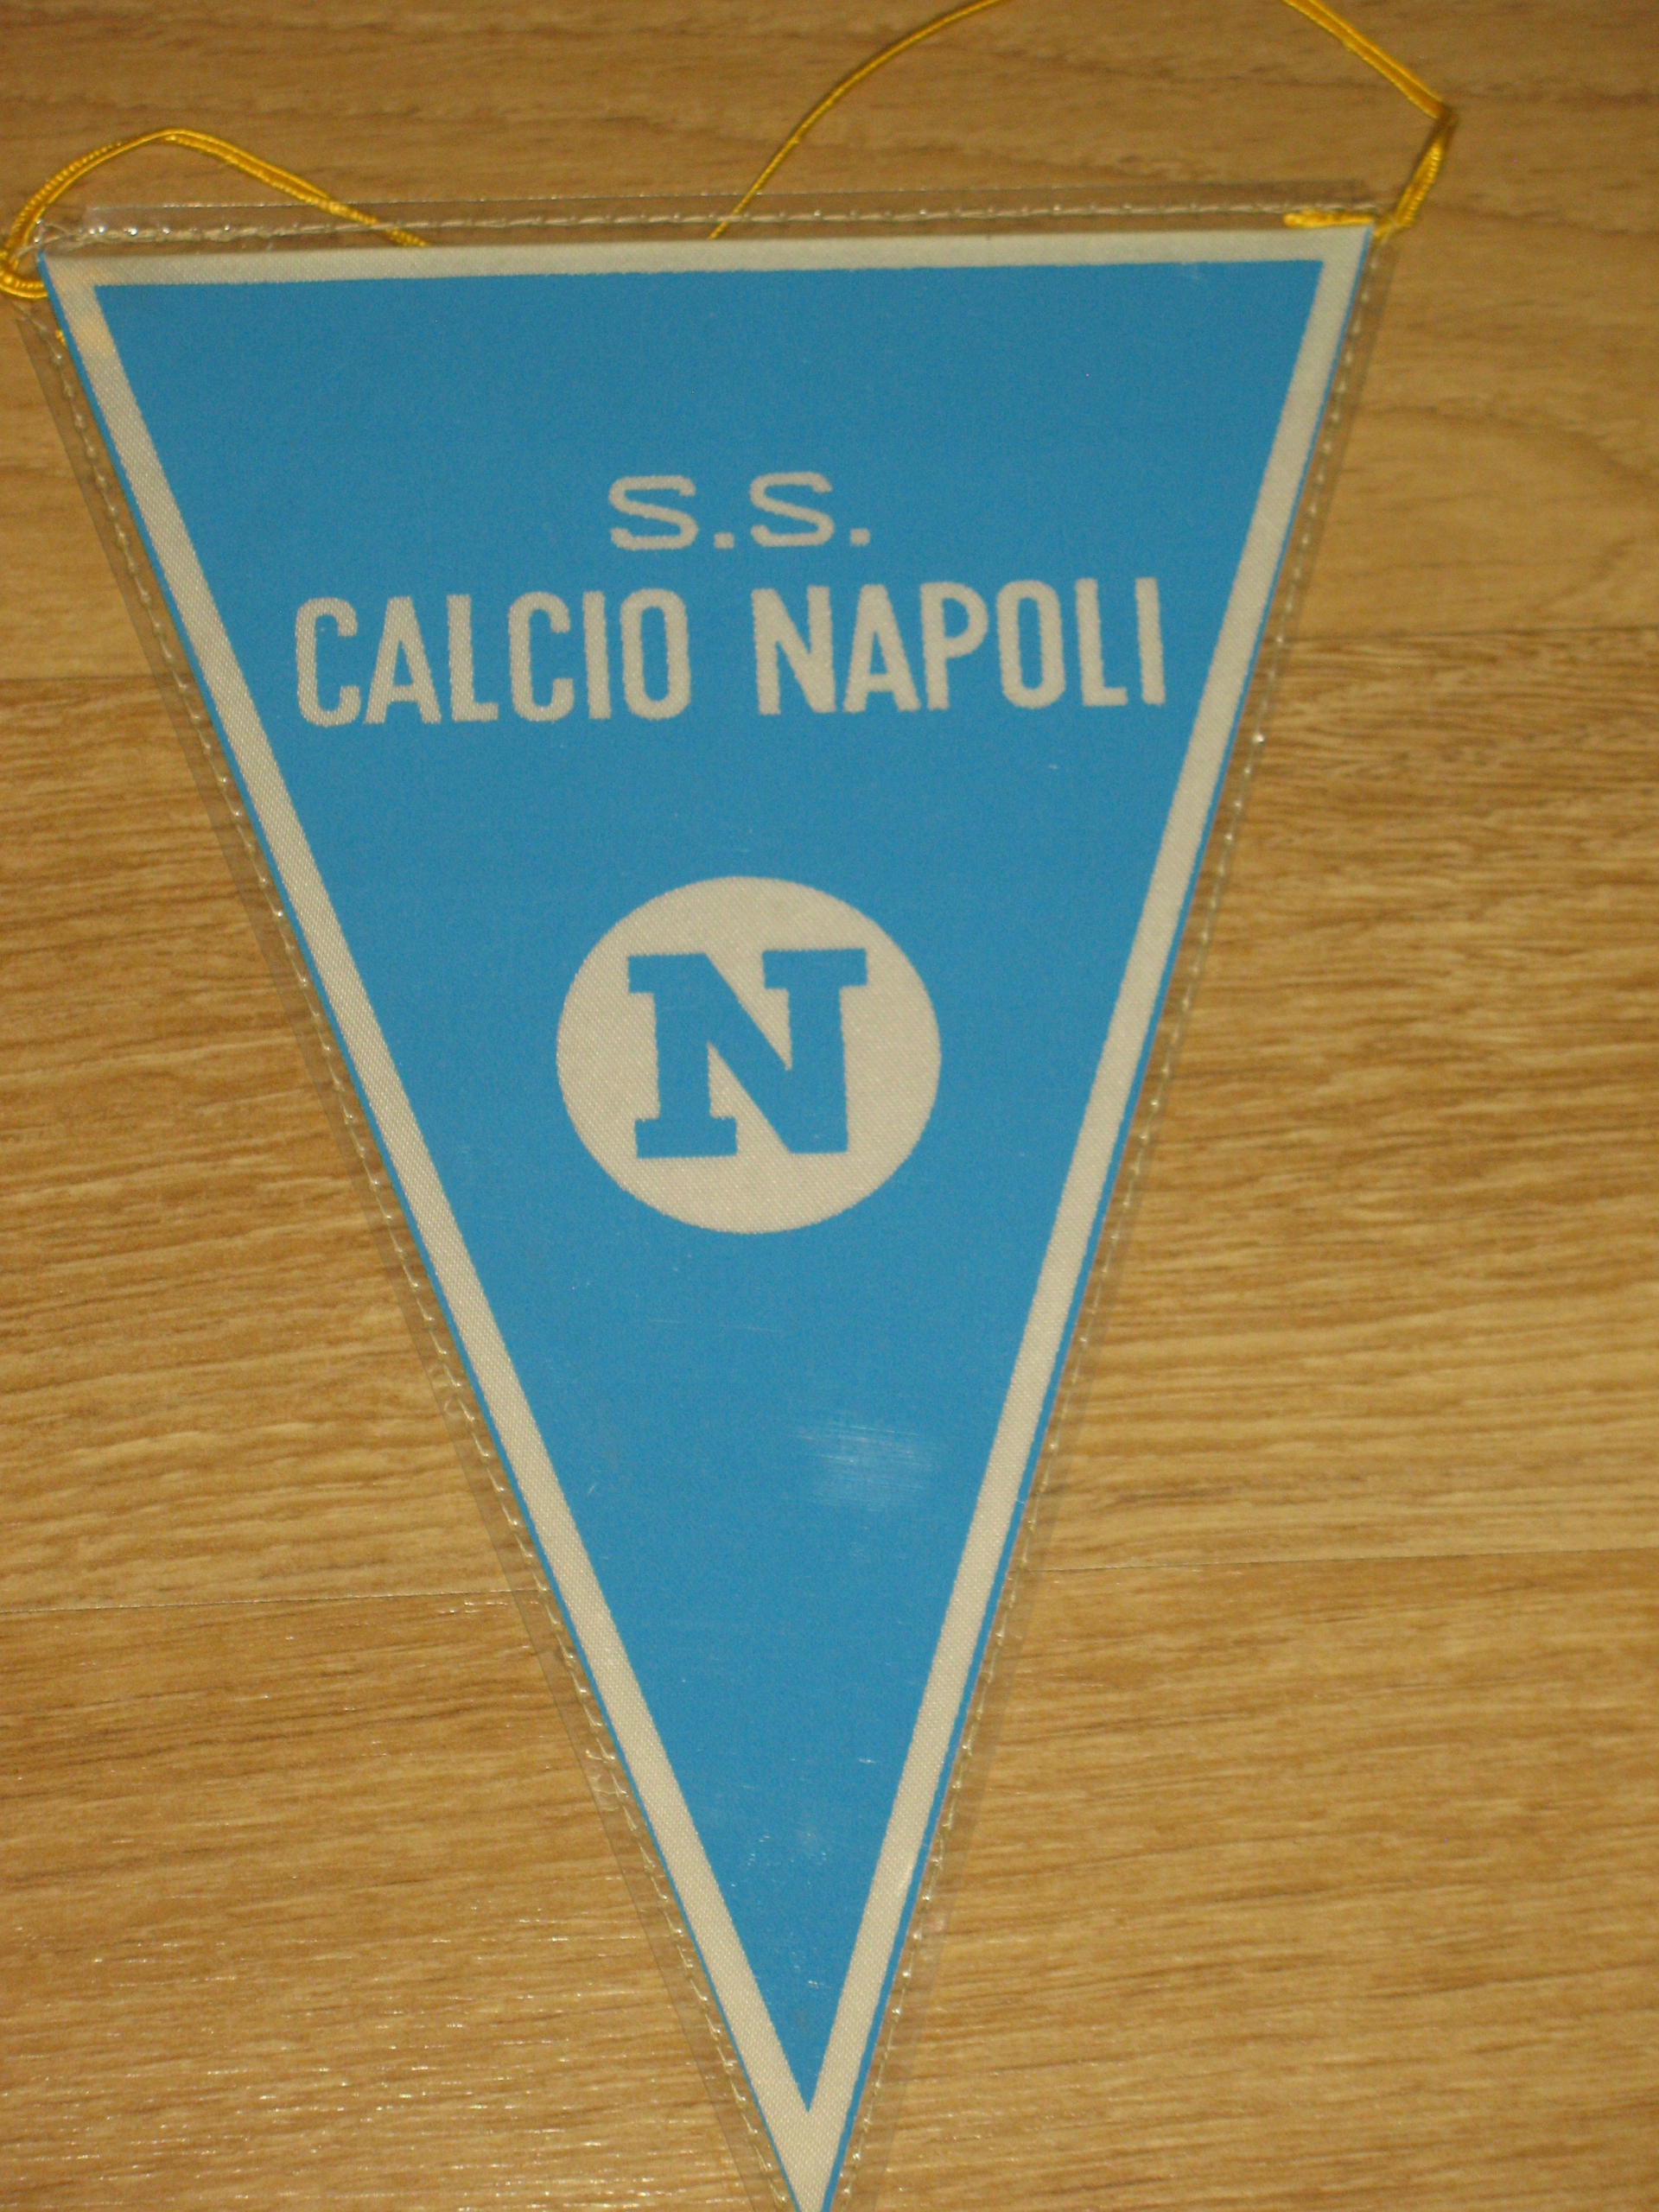 S.S.
CALCIO NAPOLI
N